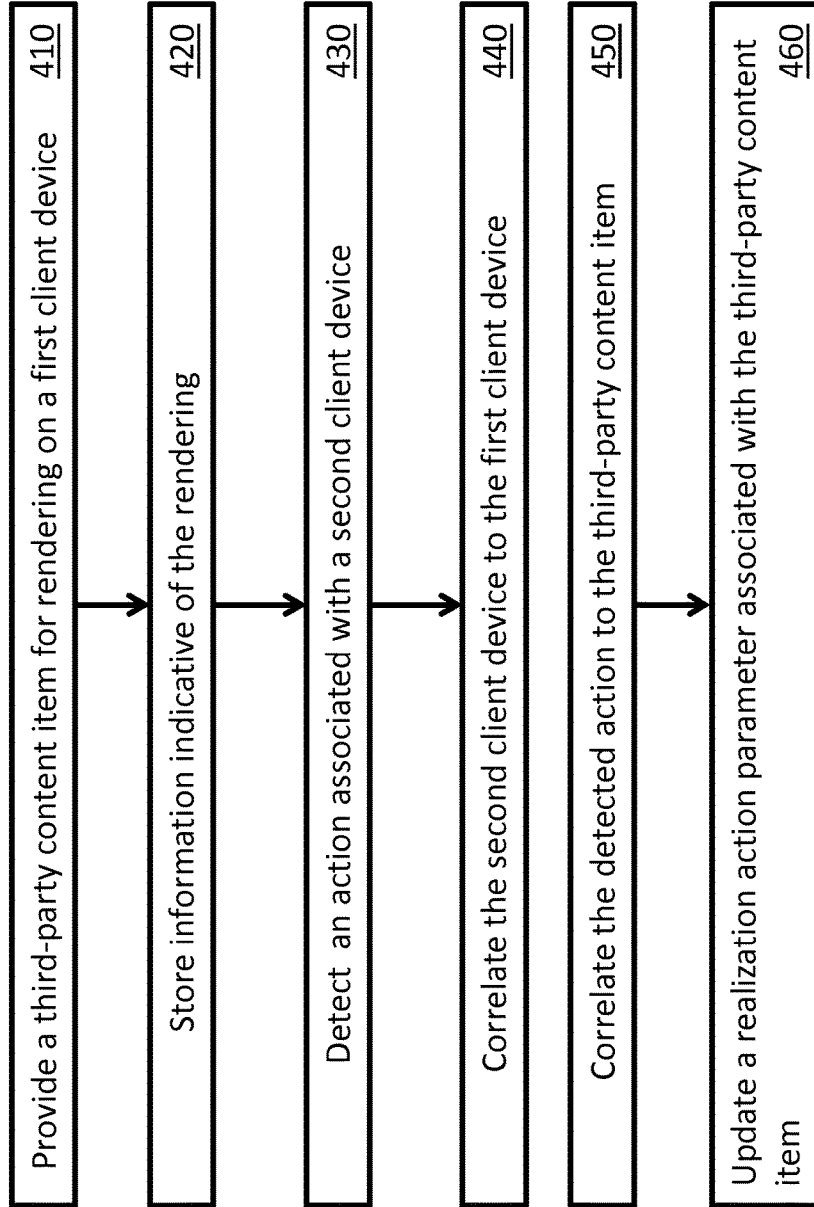 Provide a third-party content item for rendering on a first client device 410
Store information indicative of the rendering 420
Detect an action associated with a second client device 430
Correlate the second client device to the first client device 440
Correlate the detected action to the third-party content item 450
Update a realization action parameter associated with the third-party content
item 460